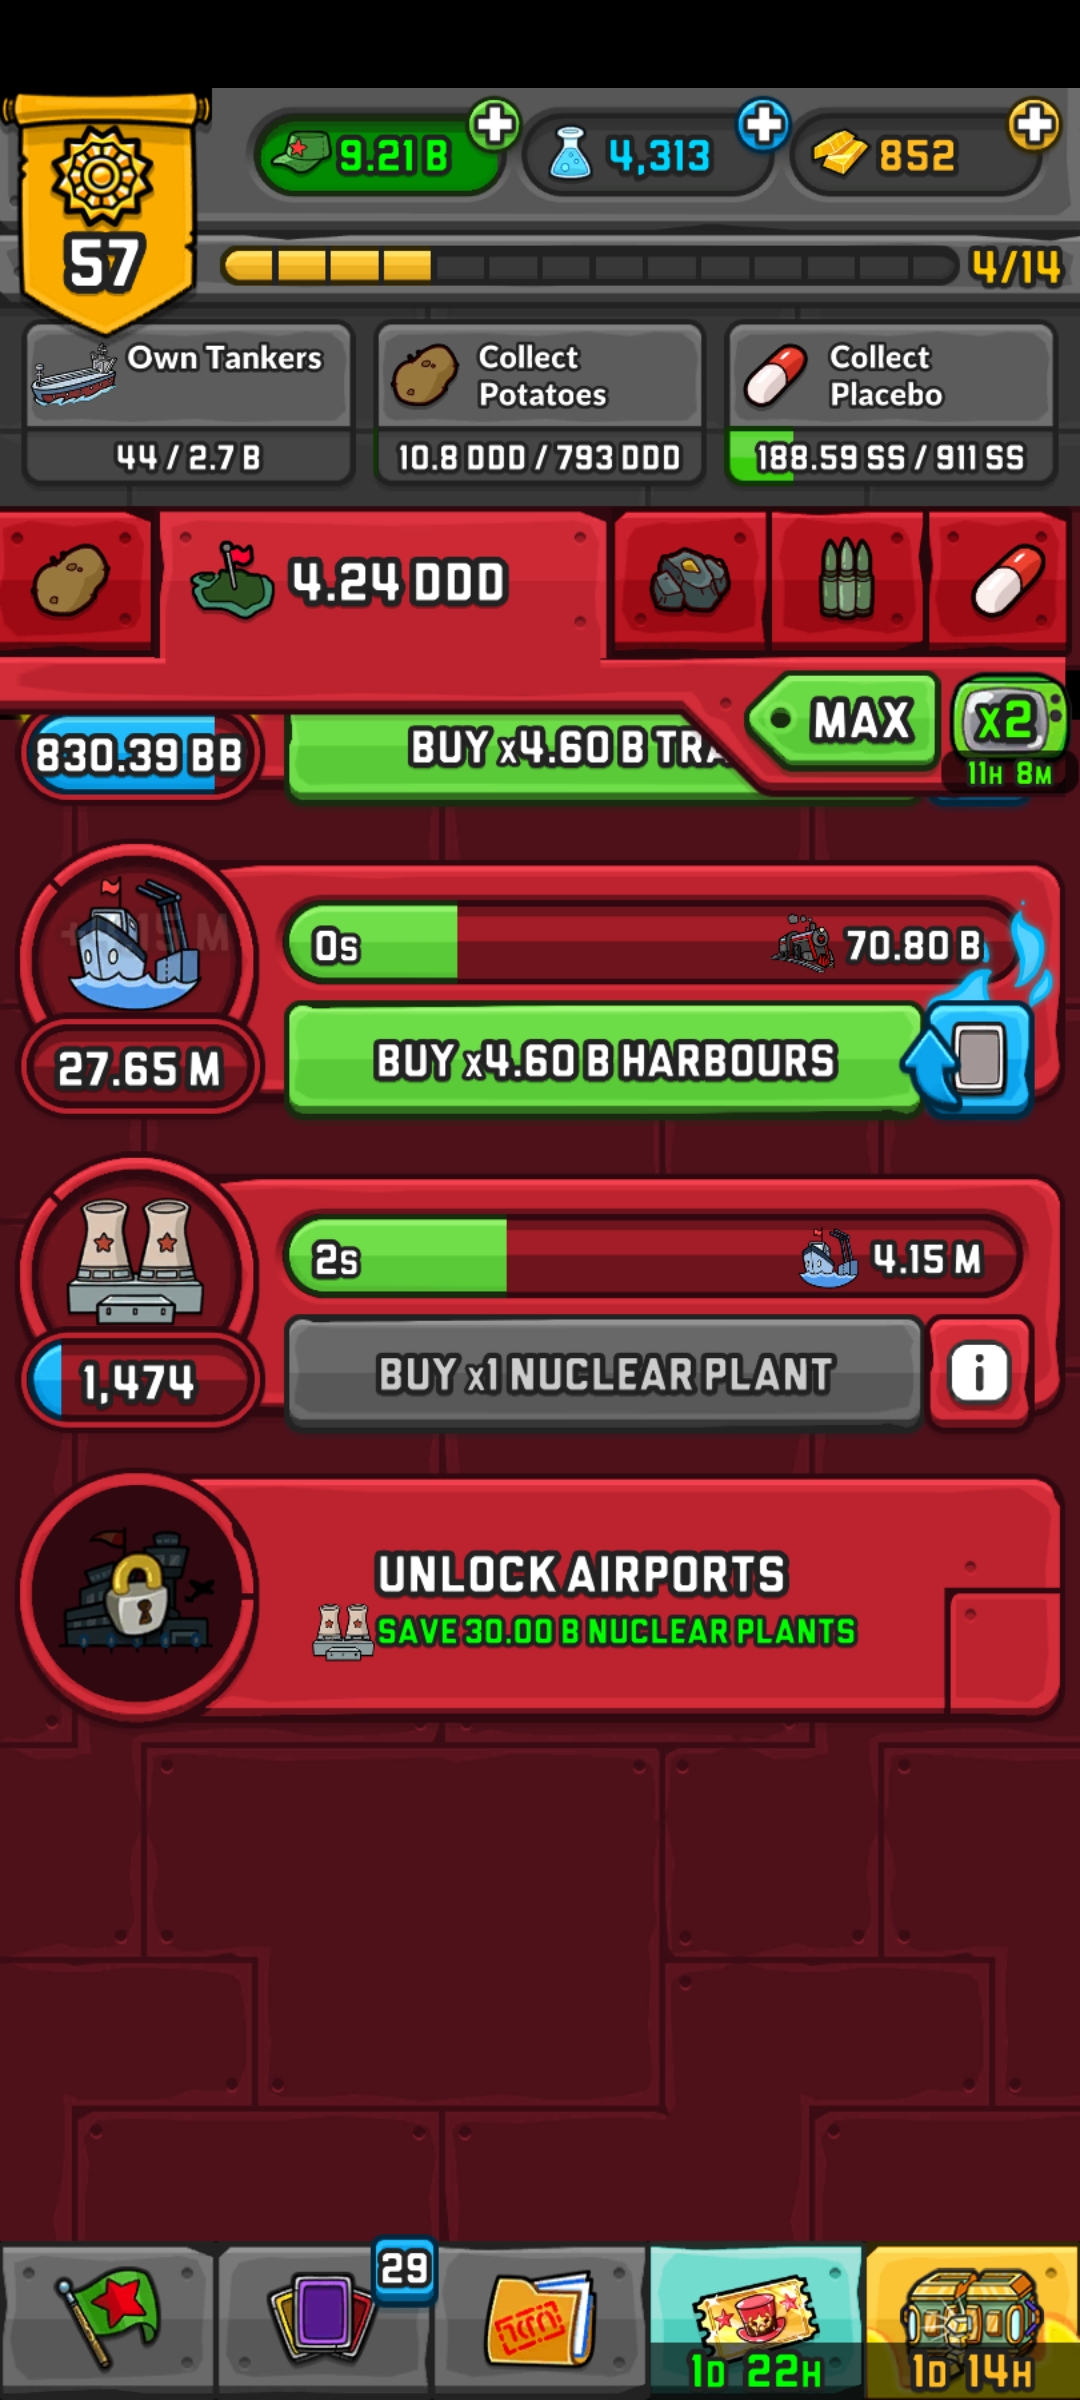 9.21 B
4,313
852
57
4/14
Own Tankers
44 / 2.7 B
Collect
Potatoes
10.8 DDD / 793 DDD
Collect
Placebo
188.59 SS / 911 SS
4.24 DDD
MAX
x2
11H 8M
830.39 BB
BUY x4.60 B
0s
70.80 B
27.65 M
BUY x4.60 B HARBOURS
2s
4.15 M
1,474
BUY x1 NUCLEAR PLANT
i
UNLOCK AIRPORTS
SAVE 30.00 B NUCLEAR PLANTS
29
1D 22H
1D 14H